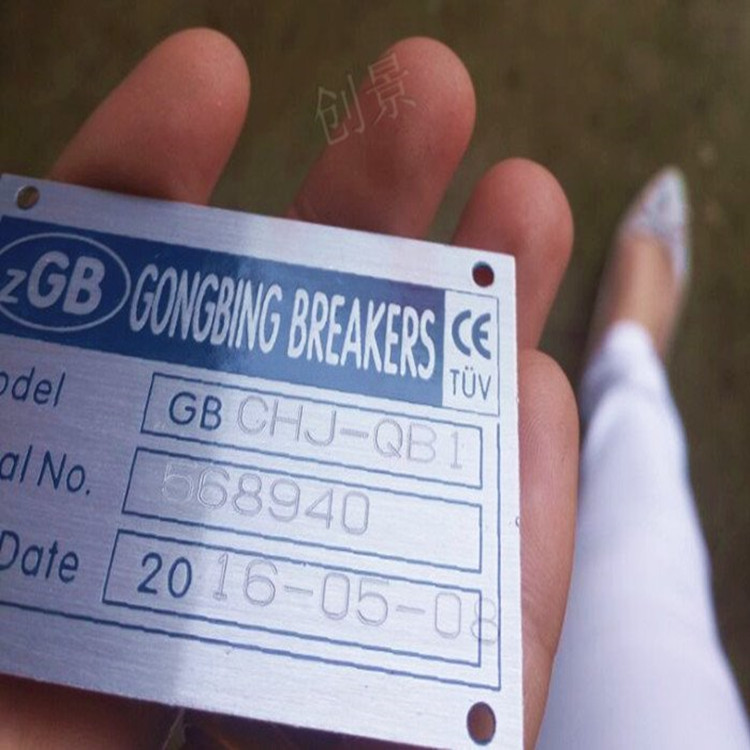 创景
zGB GONGBING BREAKERS CE
TÜV
odel GB CHJ-QB1
al No. 568940
Date 2016-05-08